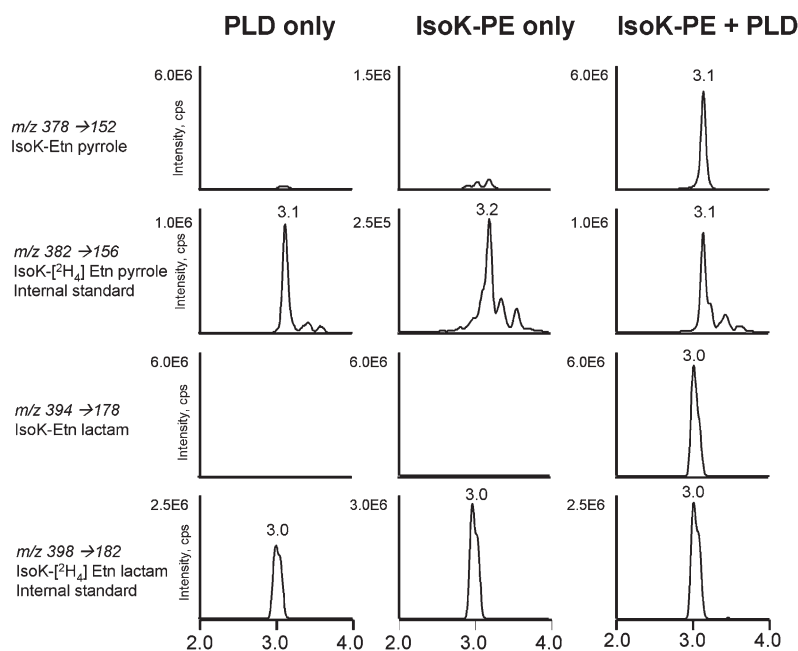 PLD only IsoK-PE only IsoK-PE + PLD
m/z 378 →152
IsoK-Etn pyrrole
Intensity, cps
6.0E6 1.5E6 6.0E6
3.1
m/z 382 →156
IsoK-[²H₄] Etn pyrrole
Internal standard
Intensity, cps
1.0E6 2.5E5 1.0E6
3.1 3.2 3.1
m/z 394 →178
IsoK-Etn lactam
Intensity, cps
6.0E6 6.0E6 6.0E6
3.0
m/z 398 →182
IsoK-[²H₄] Etn lactam
Internal standard
Intensity, cps
2.5E6 3.0E6 2.5E6
3.0 3.0 3.0
2.0 3.0 4.0 2.0 3.0 4.0 2.0 3.0 4.0